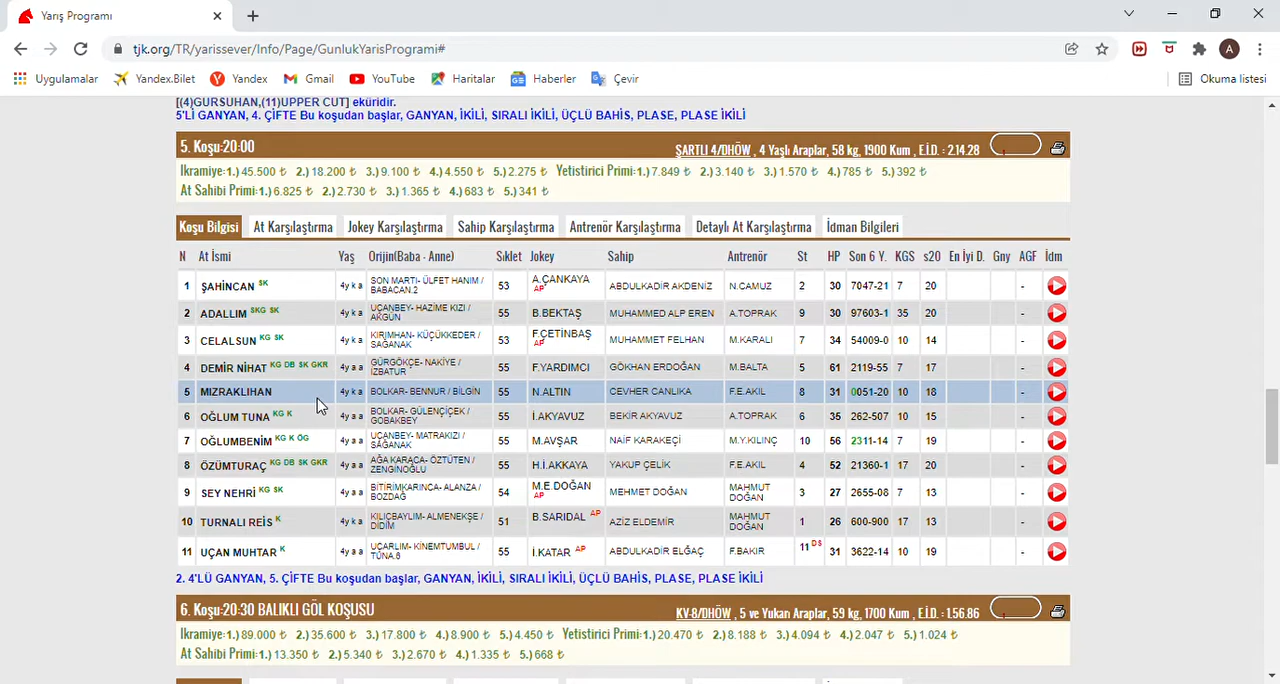 Yarış Programı
tjk.org/TR/yarissever/Info/Page/GunlukYarisProgrami#
A
Uygulamalar Yandex.Bilet Yandex Gmail YouTube Haritalar Haberler Çevir Okuma listesi
[(4)GÜRSUHAN,(11)UPPER CUT] eküridir.
5'Lİ GANYAN, 4. ÇİFTE Bu koşudan başlar, GANYAN, İKİLİ, SIRALI İKİLİ, ÜÇLÜ BAHİS, PLASE, PLASE İKİLİ
5. Koşu:20:00 ŞARTLI 4/DHÖW , 4 Yaşlı Araplar, 58 kg, 1900 Kum , E.İ.D. : 2.14.28
İkramiye:1.) 45.500 ₺ 2.) 18.200 ₺ 3.) 9.100 ₺ 4.) 4.550 ₺ 5.) 2.275 ₺ Yetistirici Primi:1.) 7.849 ₺ 2.) 3.140 ₺ 3.) 1.570 ₺ 4.) 785 ₺ 5.) 392 ₺
At Sahibi Primi:1.) 6.825 ₺ 2.) 2.730 ₺ 3.) 1.365 ₺ 4.) 683 ₺ 5.) 341 ₺
Koşu Bilgisi At Karşılaştırma Jokey Karşılaştırma Sahip Karşılaştırma Antrenör Karşılaştırma Detaylı At Karşılaştırma İdman Bilgileri
N At İsmi Yaş Orijin(Baba - Anne) Sıklet Jokey Sahip Antrenör St HP Son 6 Y. KGS s20 En İyi D. Gny AGF İdm
1 ŞAHİNCAN SK 4y k a SON MARTI- ÜLFET HANIM / BABACAN.2 53 A.ÇANKAYA AP ABDULKADİR AKDENİZ N.CAMUZ 2 30 7047-21 7 20 -
2 ADALLIM SKG SK 4y k a UÇANBEY- HAZİME KIZI / AKGÜN 55 B.BEKTAŞ MUHAMMED ALP EREN A.TOPRAK 9 30 97603-1 35 20 -
3 CELALSUN KG SK 4y k a KIRIMHAN- KÜÇÜKKEDER / SAĞANAK 53 F.ÇETİNBAŞ AP MUHAMMET FELHAN M.KARALI 7 34 54009-0 10 14 -
4 DEMİR NİHAT KG DB SK GKR 4y a a GÜRGÖKÇE- NAKİYE / İZBATUR 55 F.YARDIMCI GÖKHAN ERDOĞAN M.BALTA 5 61 2119-55 7 17 -
5 MIZRAKLIHAN 4y k a BOLKAR- BENNUR / BİLGİN 55 N.ALTIN CEVHER CANLIKA F.E.AKIL 8 31 0051-20 10 18 -
6 OĞLUM TUNA KG K 4y a a BOLKAR- GÜLENÇİÇEK / GOBAKBEY 55 İ.AKYAVUZ BEKİR AKYAVUZ A.TOPRAK 6 35 262-507 10 15 -
7 OĞLUMBENİM KG K ÖG 4y a a UÇANBEY- MATRAKIZI / SAĞANAK 55 M.AVŞAR NAİF KARAKEÇİ M.Y.KILINÇ 10 56 2311-14 7 19 -
8 ÖZÜMTURAÇ KG DB SK GKR 4y a a AĞA KARACA- ÖZTÜTEN / ZENGİNOĞLU 55 H.İ.AKKAYA YAKUP ÇELİK F.E.AKIL 4 52 21360-1 17 20 -
9 SEY NEHRİ KG SK 4y a a BİTİRİMKARINCA- ALANZA / BOZDAĞ 54 M.E.DOĞAN AP MEHMET DOĞAN MAHMUT DOĞAN 3 27 2655-08 7 13 -
10 TURNALI REİS K 4y k a KILIÇBAYLIM- ALMENEKŞE / DİDİM 51 B.SARIDAL AP AZİZ ELDEMİR MAHMUT DOĞAN 1 26 600-900 17 13 -
11 UÇAN MUHTAR K 4y a a UÇARLIM- KİNEMTUMBUL / TUNA.6 55 İ.KATAR AP ABDULKADİR ELĞAÇ F.BAKIR 11 DS 31 3622-14 10 19 -
2. 4'LÜ GANYAN, 5. ÇİFTE Bu koşudan başlar, GANYAN, İKİLİ, SIRALI İKİLİ, ÜÇLÜ BAHİS, PLASE, PLASE İKİLİ
6. Koşu:20:30 BALIKLI GÖL KOŞUSU KV-8/DHÖW , 5 ve Yukarı Araplar, 59 kg, 1700 Kum , E.İ.D. : 1.56.86
İkramiye:1.) 89.000 ₺ 2.) 35.600 ₺ 3.) 17.800 ₺ 4.) 8.900 ₺ 5.) 4.450 ₺ Yetistirici Primi:1.) 20.470 ₺ 2.) 8.188 ₺ 3.) 4.094 ₺ 4.) 2.047 ₺ 5.) 1.024 ₺
At Sahibi Primi:1.) 13.350 ₺ 2.) 5.340 ₺ 3.) 2.670 ₺ 4.) 1.335 ₺ 5.) 668 ₺